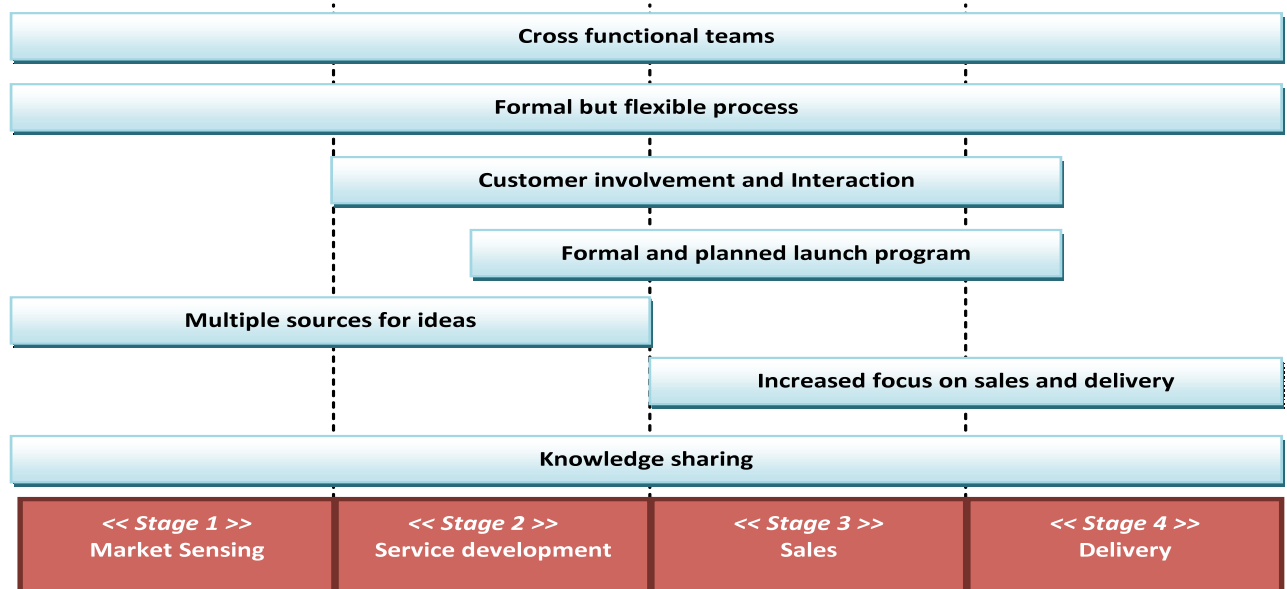 Cross functional teams
Formal but flexible process
Customer involvement and Interaction
Formal and planned launch program
Multiple sources for ideas
Increased focus on sales and delivery
Knowledge sharing
<< Stage 1 >>
Market Sensing
<< Stage 2 >>
Service development
<< Stage 3 >>
Sales
<< Stage 4 >>
Delivery